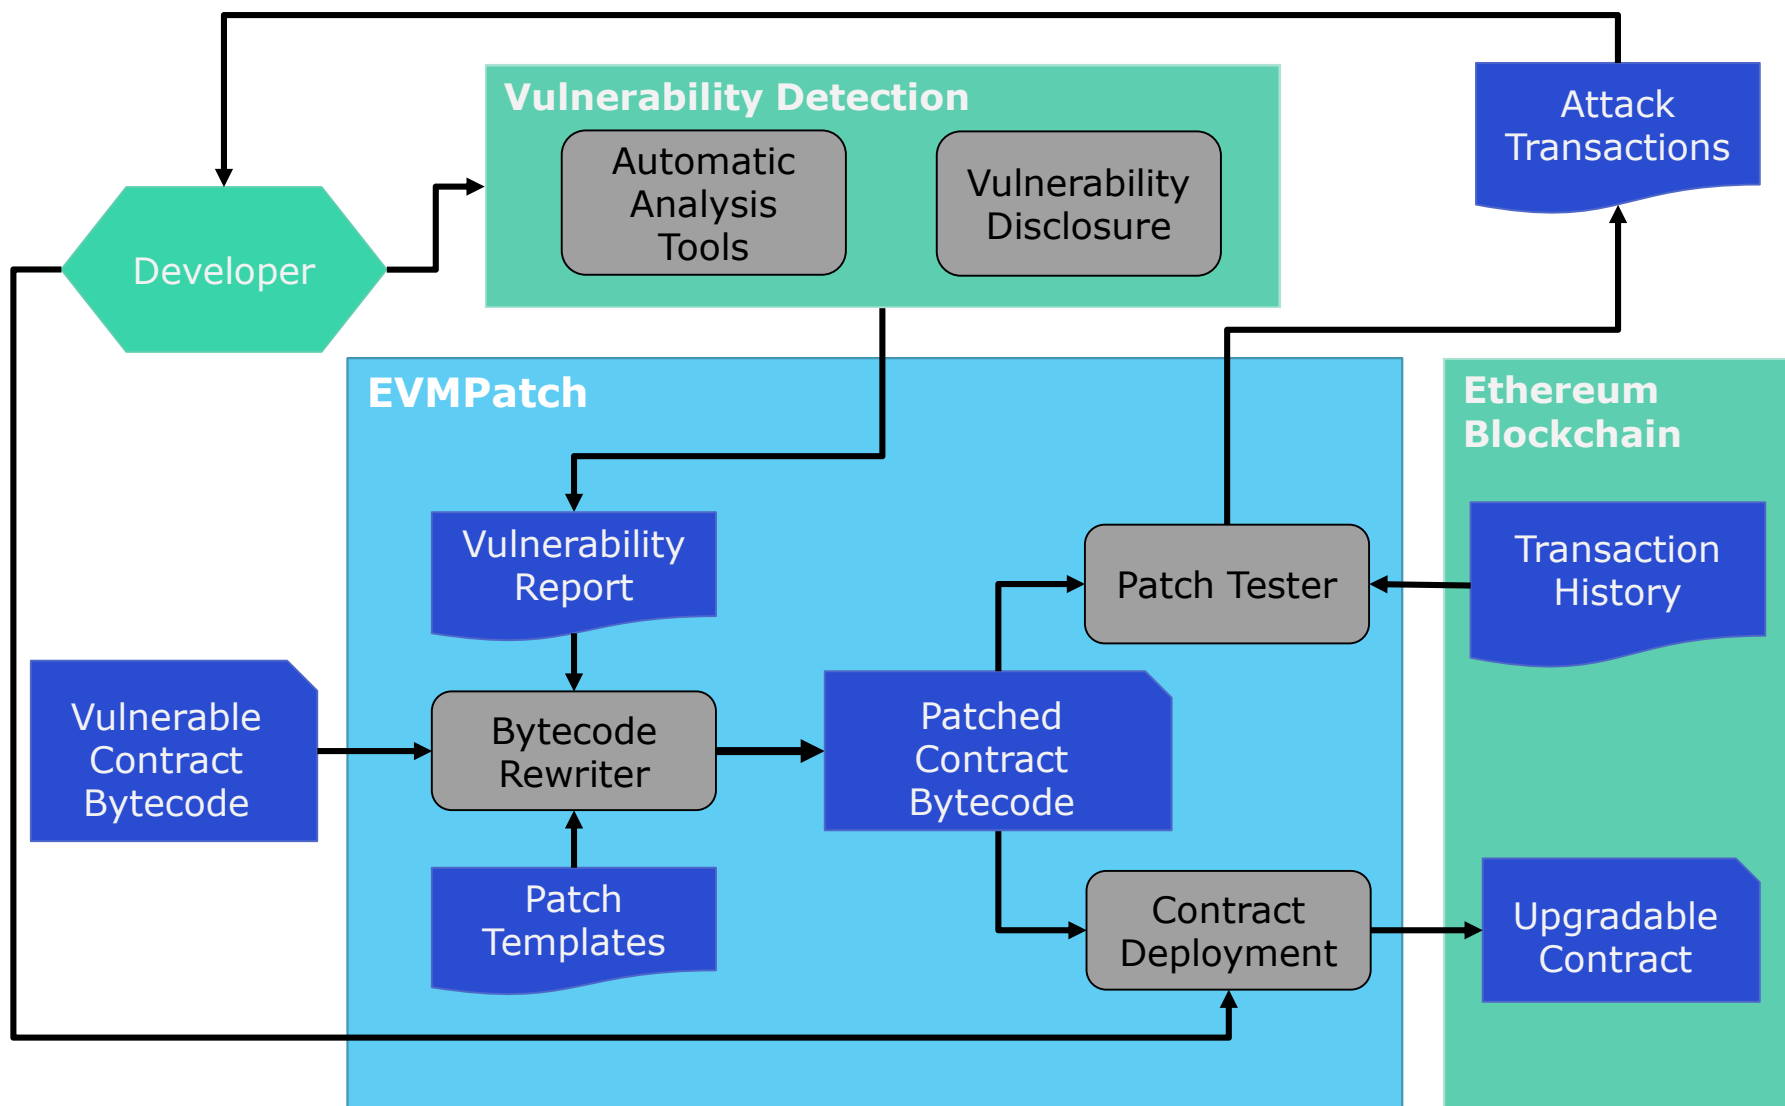 Vulnerability Detection
Automatic
Analysis
Tools
Vulnerability
Disclosure
Attack
Transactions
Developer
EVMPatch
Ethereum
Blockchain
Vulnerability
Report
Patch Tester
Transaction
History
Vulnerable
Contract
Bytecode
Bytecode
Rewriter
Patched
Contract
Bytecode
Patch
Templates
Contract
Deployment
Upgradable
Contract